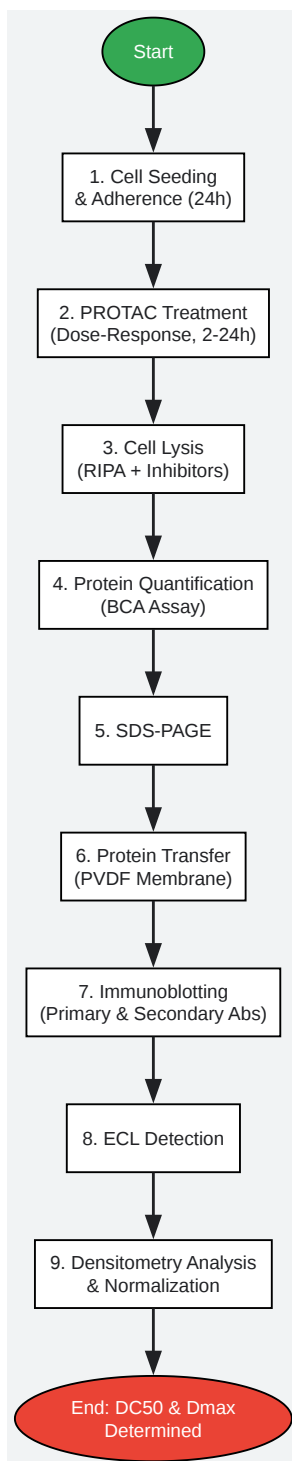 Start
1. Cell Seeding
& Adherence (24h)
2. PROTAC Treatment
(Dose-Response, 2-24h)
3. Cell Lysis
(RIPA + Inhibitors)
4. Protein Quantification
(BCA Assay)
5. SDS-PAGE
6. Protein Transfer
(PVDF Membrane)
7. Immunoblotting
(Primary & Secondary Abs)
8. ECL Detection
9. Densitometry Analysis
& Normalization
End: DC50 & Dmax
Determined